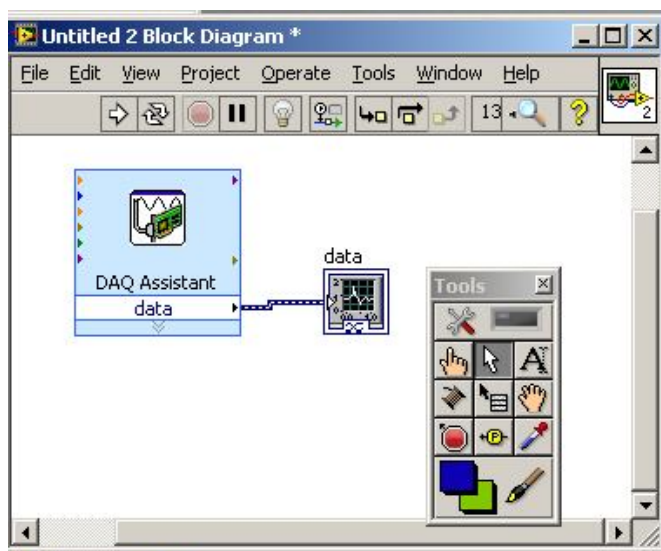 Untitled 2 Block Diagram *
File Edit View Project Operate Tools Window Help
13
2
DAQ Assistant
data
data
Tools
A
P